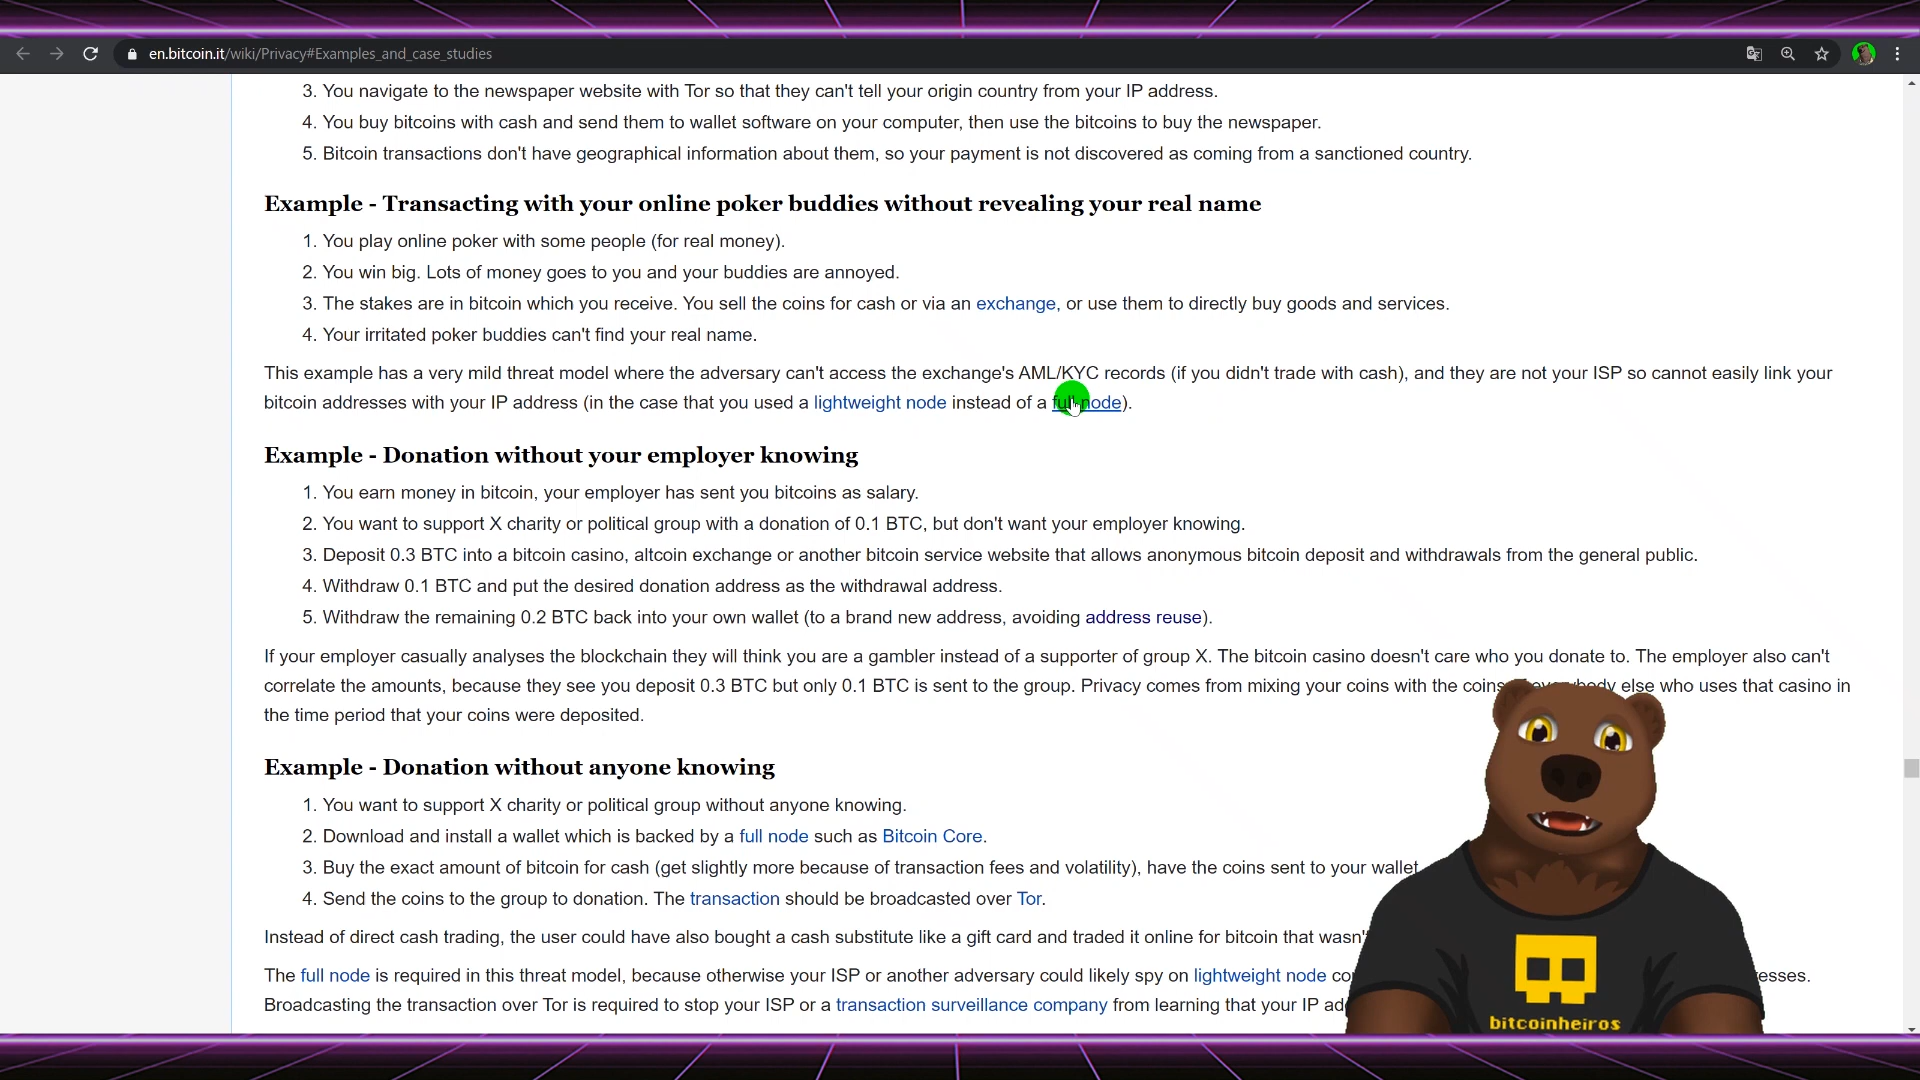 en.bitcoin.it/wiki/Privacy#Examples_and_case_studies
3. You navigate to the newspaper website with Tor so that they can't tell your origin country from your IP address.
4. You buy bitcoins with cash and send them to wallet software on your computer, then use the bitcoins to buy the newspaper.
5. Bitcoin transactions don't have geographical information about them, so your payment is not discovered as coming from a sanctioned country.
Example - Transacting with your online poker buddies without revealing your real name
1. You play online poker with some people (for real money).
2. You win big. Lots of money goes to you and your buddies are annoyed.
3. The stakes are in bitcoin which you receive. You sell the coins for cash or via an exchange, or use them to directly buy goods and services.
4. Your irritated poker buddies can't find your real name.
This example has a very mild threat model where the adversary can't access the exchange's AML/KYC records (if you didn't trade with cash), and they are not your ISP so cannot easily link your
bitcoin addresses with your IP address (in the case that you used a lightweight node instead of a full node).
Example - Donation without your employer knowing
1. You earn money in bitcoin, your employer has sent you bitcoins as salary.
2. You want to support X charity or political group with a donation of 0.1 BTC, but don't want your employer knowing.
3. Deposit 0.3 BTC into a bitcoin casino, altcoin exchange or another bitcoin service website that allows anonymous bitcoin deposit and withdrawals from the general public.
4. Withdraw 0.1 BTC and put the desired donation address as the withdrawal address.
5. Withdraw the remaining 0.2 BTC back into your own wallet (to a brand new address, avoiding address reuse).
If your employer casually analyses the blockchain they will think you are a gambler instead of a supporter of group X. The bitcoin casino doesn't care who you donate to. The employer also can't
correlate the amounts, because they see you deposit 0.3 BTC but only 0.1 BTC is sent to the group. Privacy comes from mixing your coins with the coins else who uses that casino in
the time period that your coins were deposited.
Example - Donation without anyone knowing
1. You want to support X charity or political group without anyone knowing.
2. Download and install a wallet which is backed by a full node such as Bitcoin Core.
3. Buy the exact amount of bitcoin for cash (get slightly more because of transaction fees and volatility), have the coins sent to your wallet
4. Send the coins to the group to donation. The transaction should be broadcasted over Tor.
Instead of direct cash trading, the user could have also bought a cash substitute like a gift card and traded it online for bitcoin that wasn'
The full node is required in this threat model, because otherwise your ISP or another adversary could likely spy on lightweight node
Broadcasting the transaction over Tor is required to stop your ISP or a transaction surveillance company from learning that your IP
bitcoinheiros